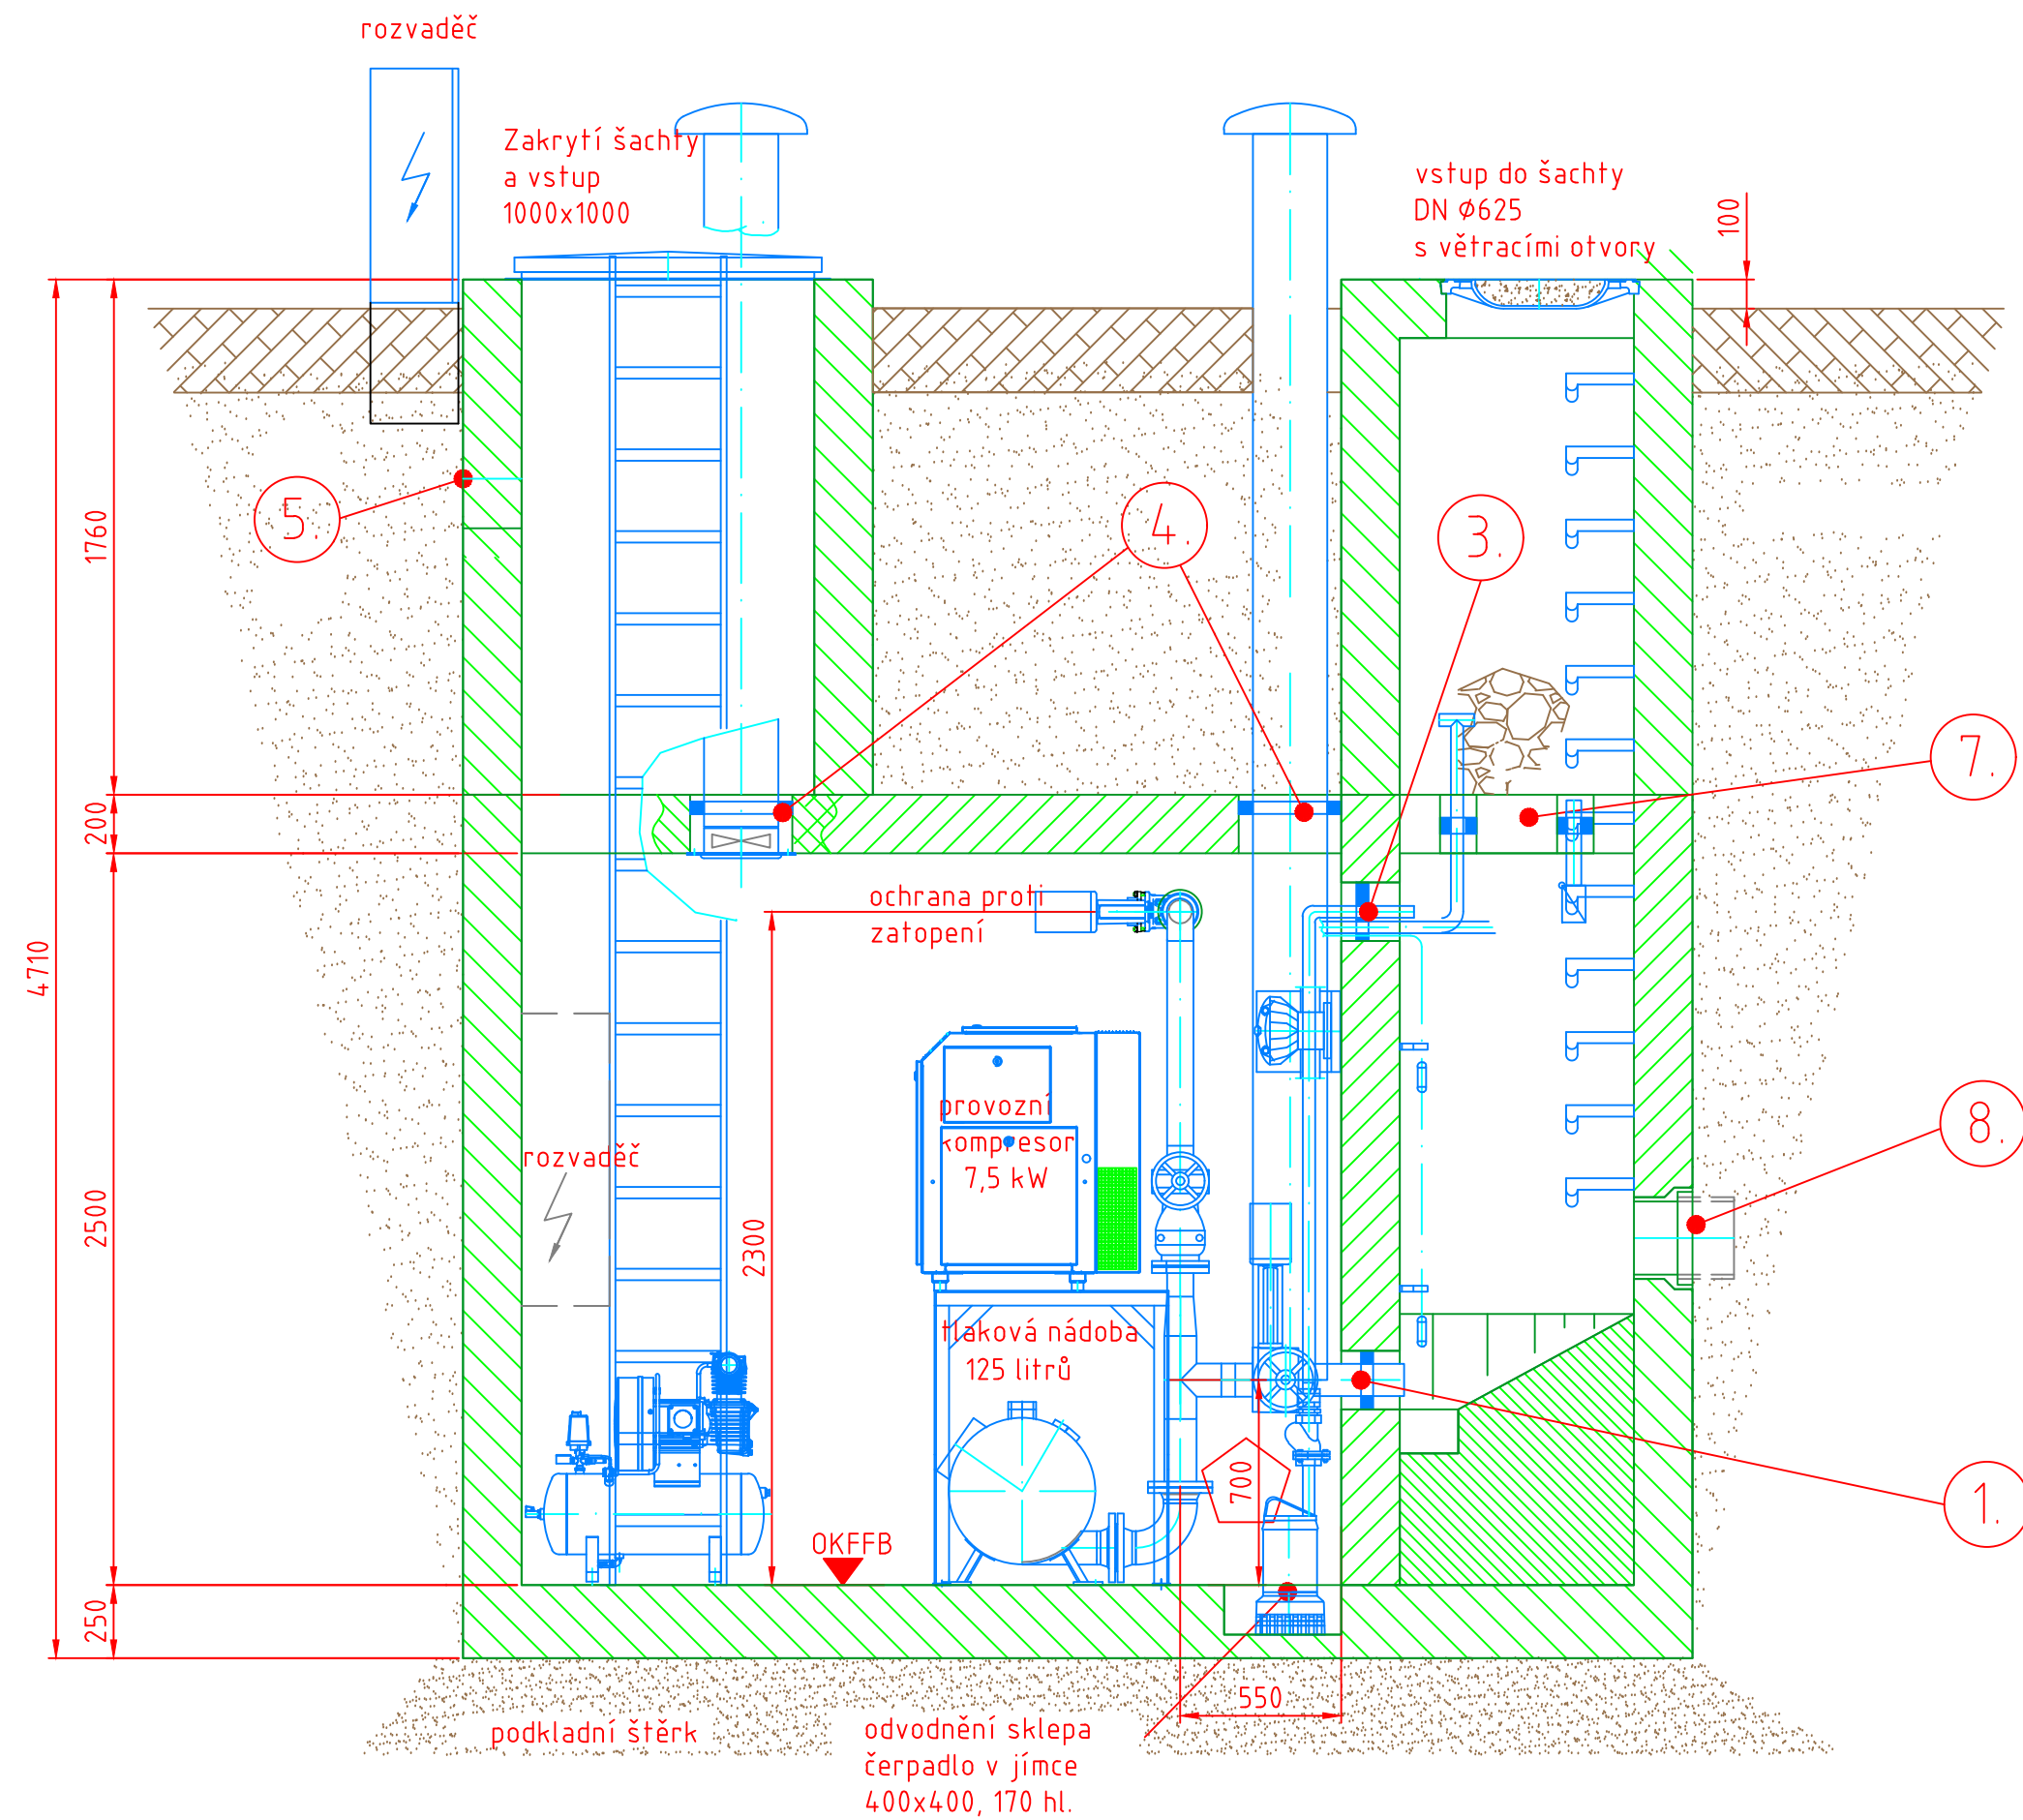 rozvaděč
Zakrytí šachty
a vstup
1000x1000
vstup do šachty
DN Ø625
s větracími otvory
100
5.
4.
3.
1760
7.
200
ochrana proti
zatopení
4710
provozní
kompresor
7,5 kW
8.
rozvaděč
2500
2300
tlaková nádoba
125 litrů
700
1.
OKFFB
250
550
podkladní štěrk
odvodnění sklepa
čerpadlo v jímce
400x400, 170 hl.